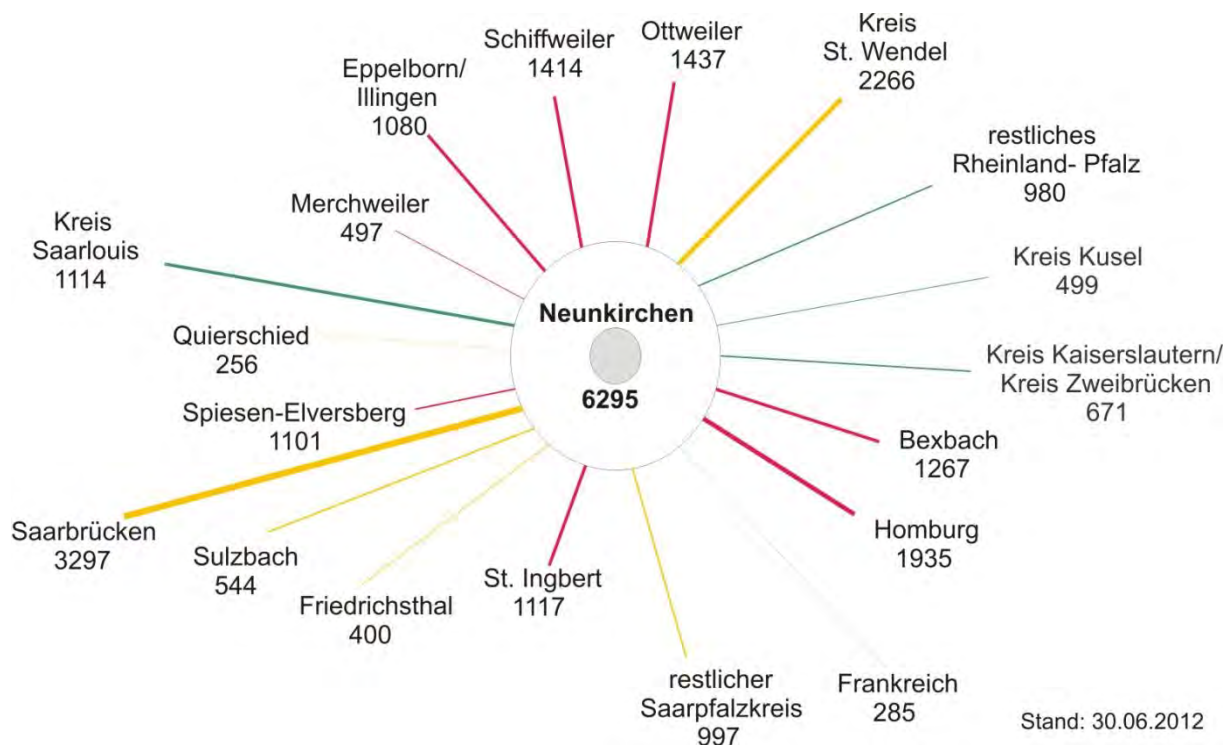 Schiffweiler
1414
Ottweiler
1437
Kreis
St. Wendel
2266
Eppelborn/
Illingen
1080
restliches
Rheinland- Pfalz
980
Merchweiler
497
Kreis
Saarlouis
1114
Kreis Kusel
499
Neunkirchen
6295
Quierschied
256
Kreis Kaiserslautern/
Kreis Zweibrücken
671
Spiesen-Elversberg
1101
Bexbach
1267
Saarbrücken
3297
Sulzbach
544
Homburg
1935
Friedrichsthal
400
St. Ingbert
1117
restlicher
Saarpfalzkreis
997
Frankreich
285
Stand: 30.06.2012